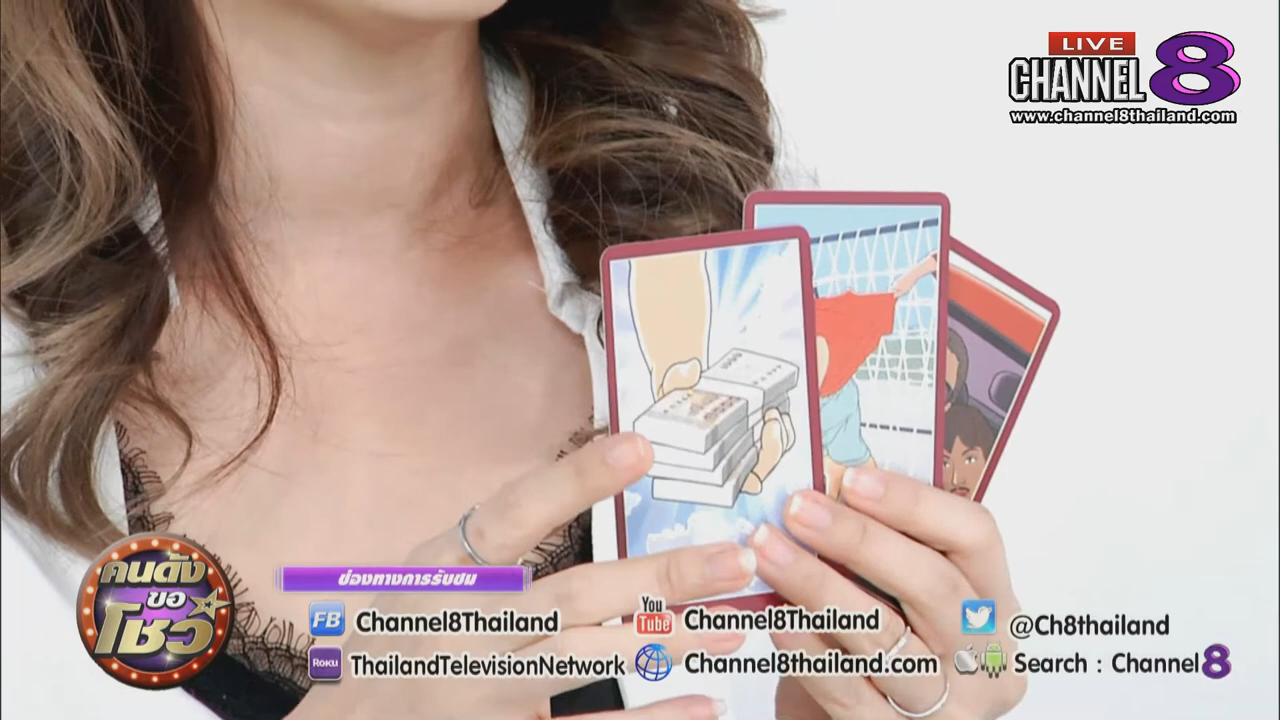 LIVE
CHANNEL 8
www.channel8thailand.com
คนดัง
ขอ
โชว์
ช่องทางการรับชม
FB Channel8Thailand
You Tube Channel8Thailand
@Ch8thailand
ROKU ThailandTelevisionNetwork
Channel8thailand.com
Search : Channel 8